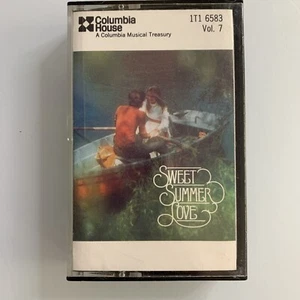 Columbia
House
A Columbia Musical Treasury
1T1 6583
Vol. 7
SWEET
SUMMER
LOVE